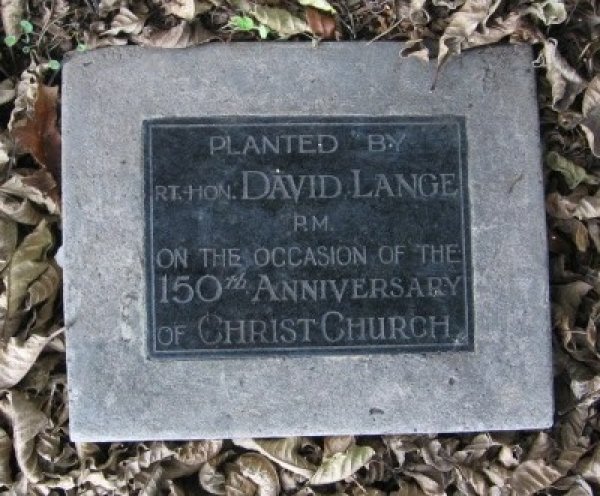 PLANTED BY
RT. HON. DAVID LANGE
P.M.
ON THE OCCASION OF THE
150th ANNIVERSARY
OF CHRIST CHURCH.